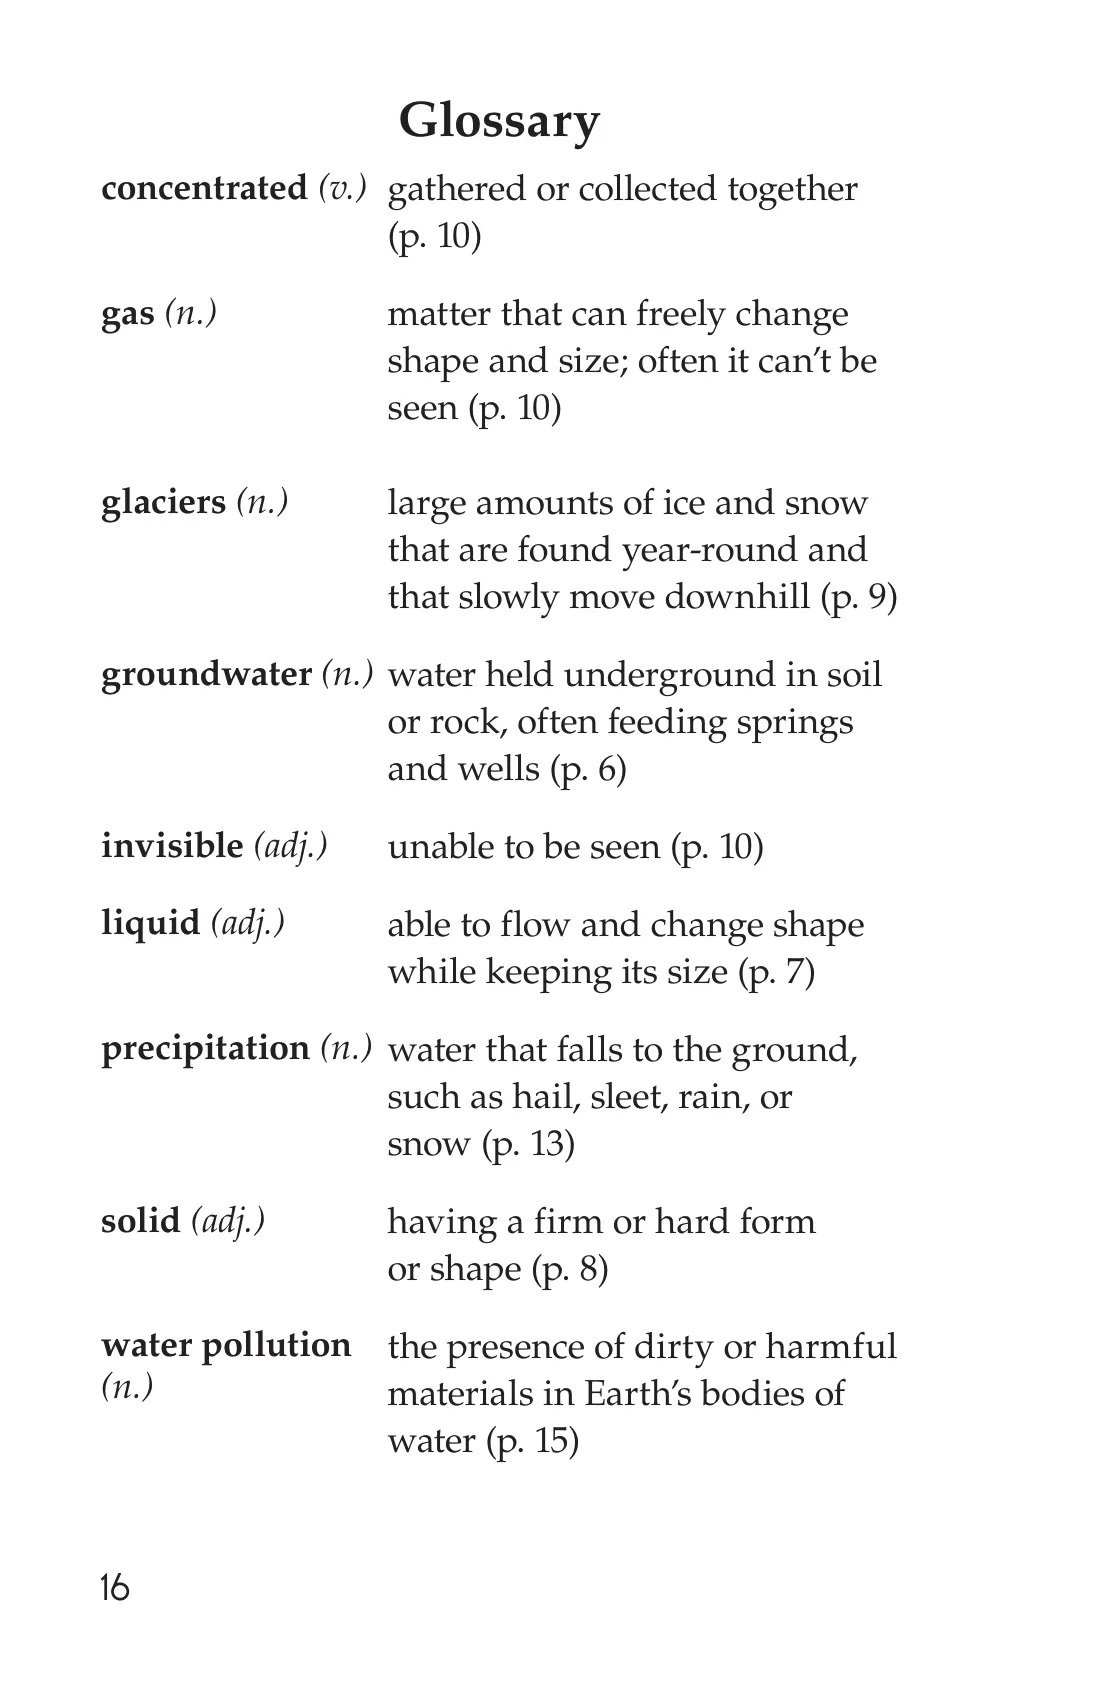 Glossary
concentrated (v.) gathered or collected together
(p. 10)
gas (n.) matter that can freely change
shape and size; often it can’t be
seen (p. 10)
glaciers (n.) large amounts of ice and snow
that are found year-round and
that slowly move downhill (p. 9)
groundwater (n.) water held underground in soil
or rock, often feeding springs
and wells (p. 6)
invisible (adj.) unable to be seen (p. 10)
liquid (adj.) able to flow and change shape
while keeping its size (p. 7)
precipitation (n.) water that falls to the ground,
such as hail, sleet, rain, or
snow (p. 13)
solid (adj.) having a firm or hard form
or shape (p. 8)
water pollution the presence of dirty or harmful
(n.) materials in Earth’s bodies of
water (p. 15)
16